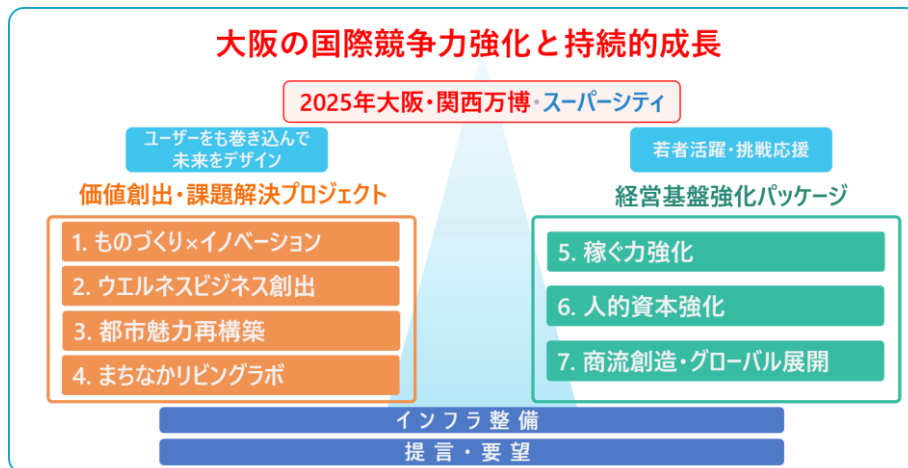 大阪の国際競争力強化と持続的成長
2025年大阪・関西万博・スーパーシティ
ユーザーをも巻き込んで
未来をデザイン
価値創出・課題解決プロジェクト
1. ものづくり×イノベーション
2. ウエルネスビジネス創出
3. 都市魅力再構築
4. まちなかリビングラボ
若者活躍・挑戦応援
経営基盤強化パッケージ
5. 稼ぐ力強化
6. 人的資本強化
7. 商流創造・グローバル展開
インフラ整備
提言・要望